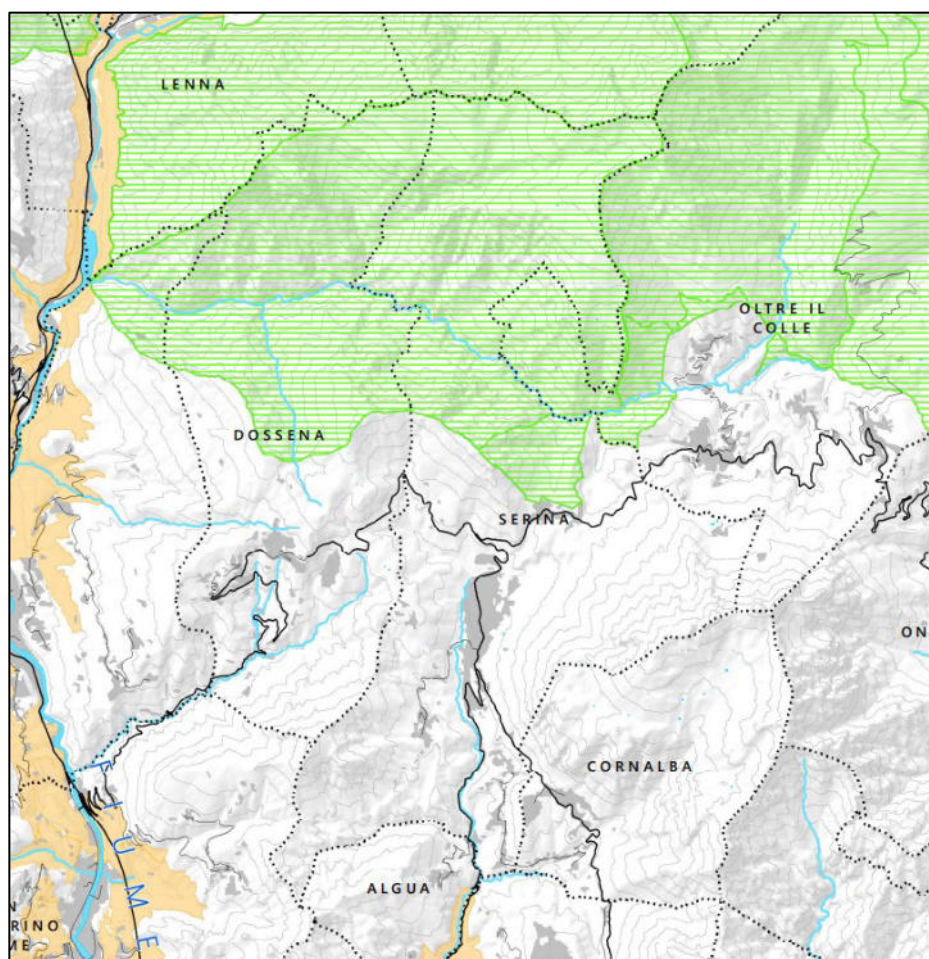 LENNA
OLTRE IL
COLLE
DOSSENA
SERINA
ON
CORNALBA
FIUME
ALGUA
N
RINO
ME